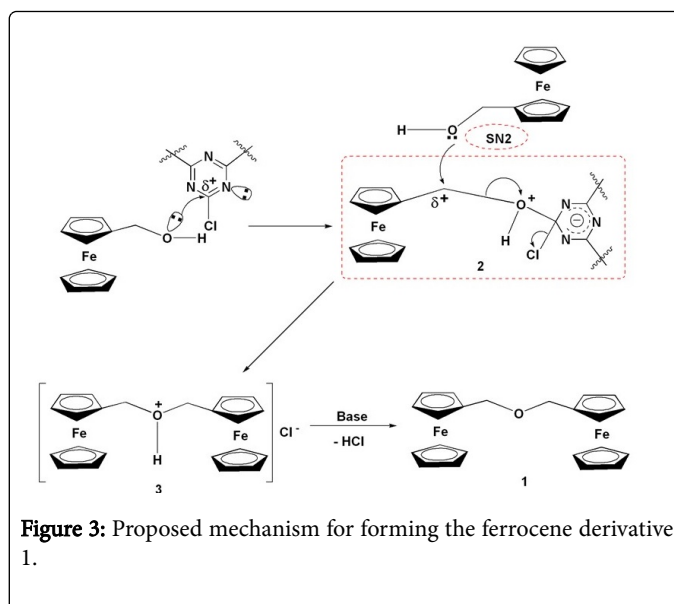 Fe
H
O
SN2
N
N
N
δ+
Cl
O
H
Fe
Fe
δ+
O
+
H
Cl
N
N
N
−
2
Fe
O
+
H
Fe
Cl -
3
Base
- HCl
Fe
O
Fe
1
Figure 3: Proposed mechanism for forming the ferrocene derivative
1.